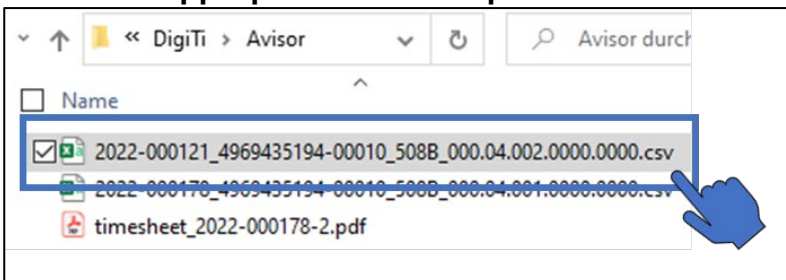 « DigiTi > Avisor Avisor durch
Name
2022-000121_4969435194-00010_508B_000.04.002.0000.0000.csv
2022-000178_4969435194-00010_508B_000.04.001.0000.0000.csv
timesheet_2022-000178-2.pdf